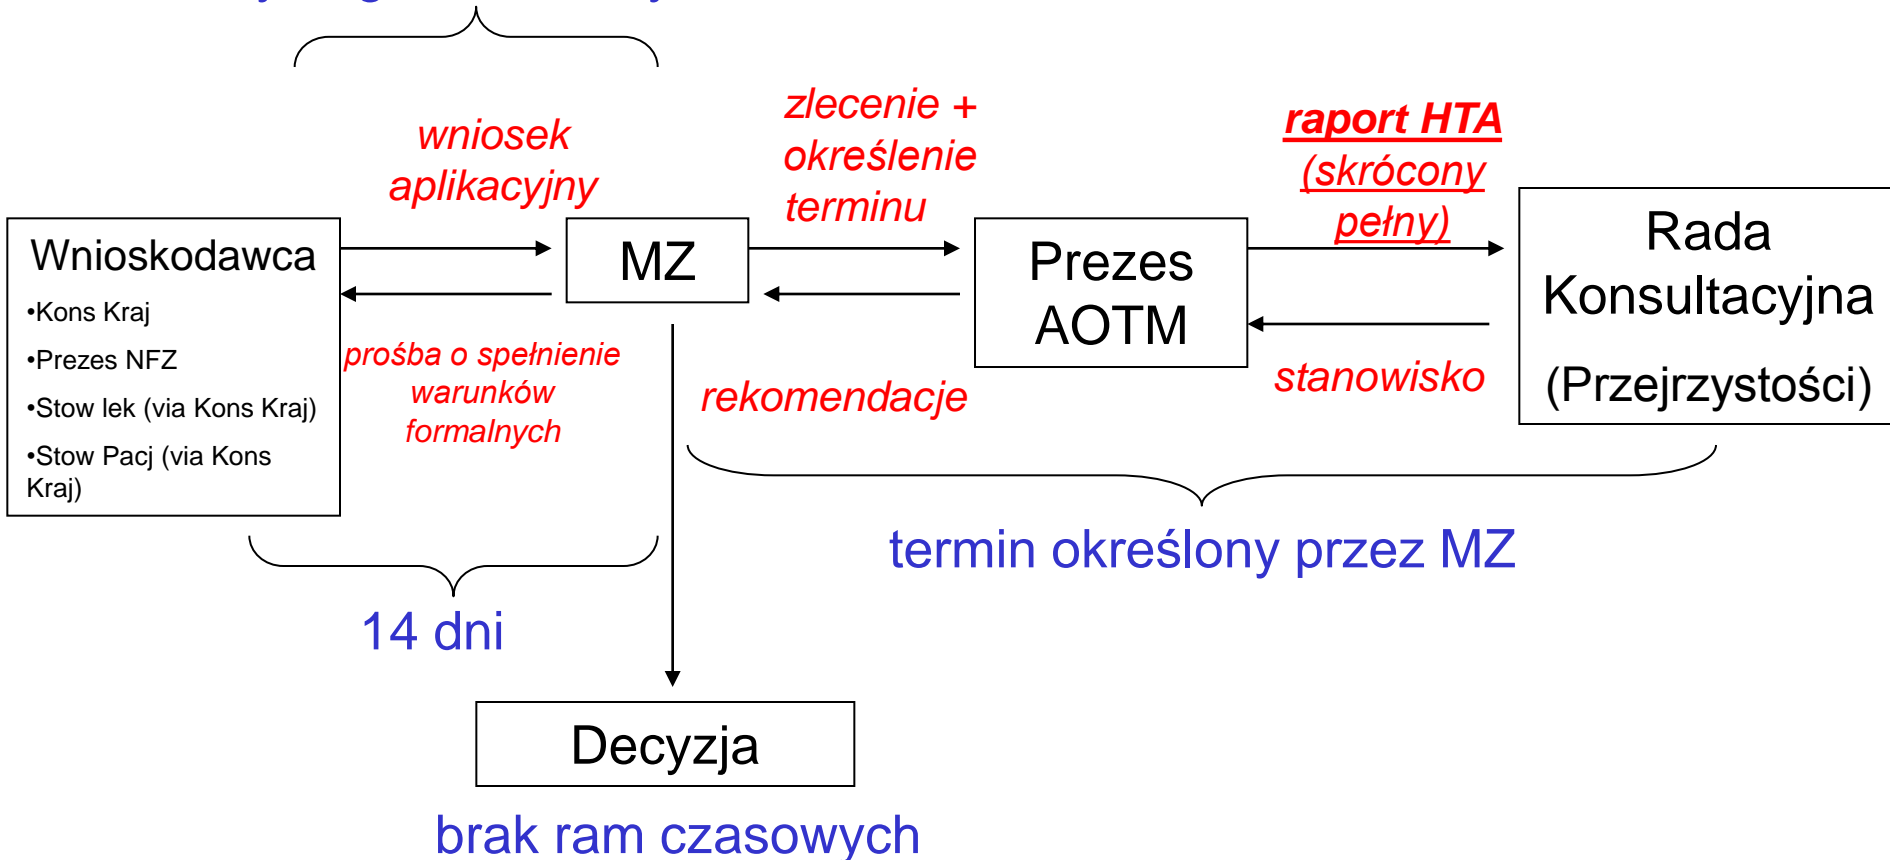 wniosek
aplikacyjny
zlecenie +
określenie
terminu
raport HTA
(skrócony
pełny)
Wnioskodawca
•Kons Kraj
•Prezes NFZ
•Stow lek (via Kons Kraj)
•Stow Pacj (via Kons
Kraj)
MZ
Prezes
AOTM
Rada
Konsultacyjna
(Przejrzystości)
prośba o spełnienie
warunków
formalnych
rekomendacje
stanowisko
termin określony przez MZ
14 dni
Decyzja
brak ram czasowych